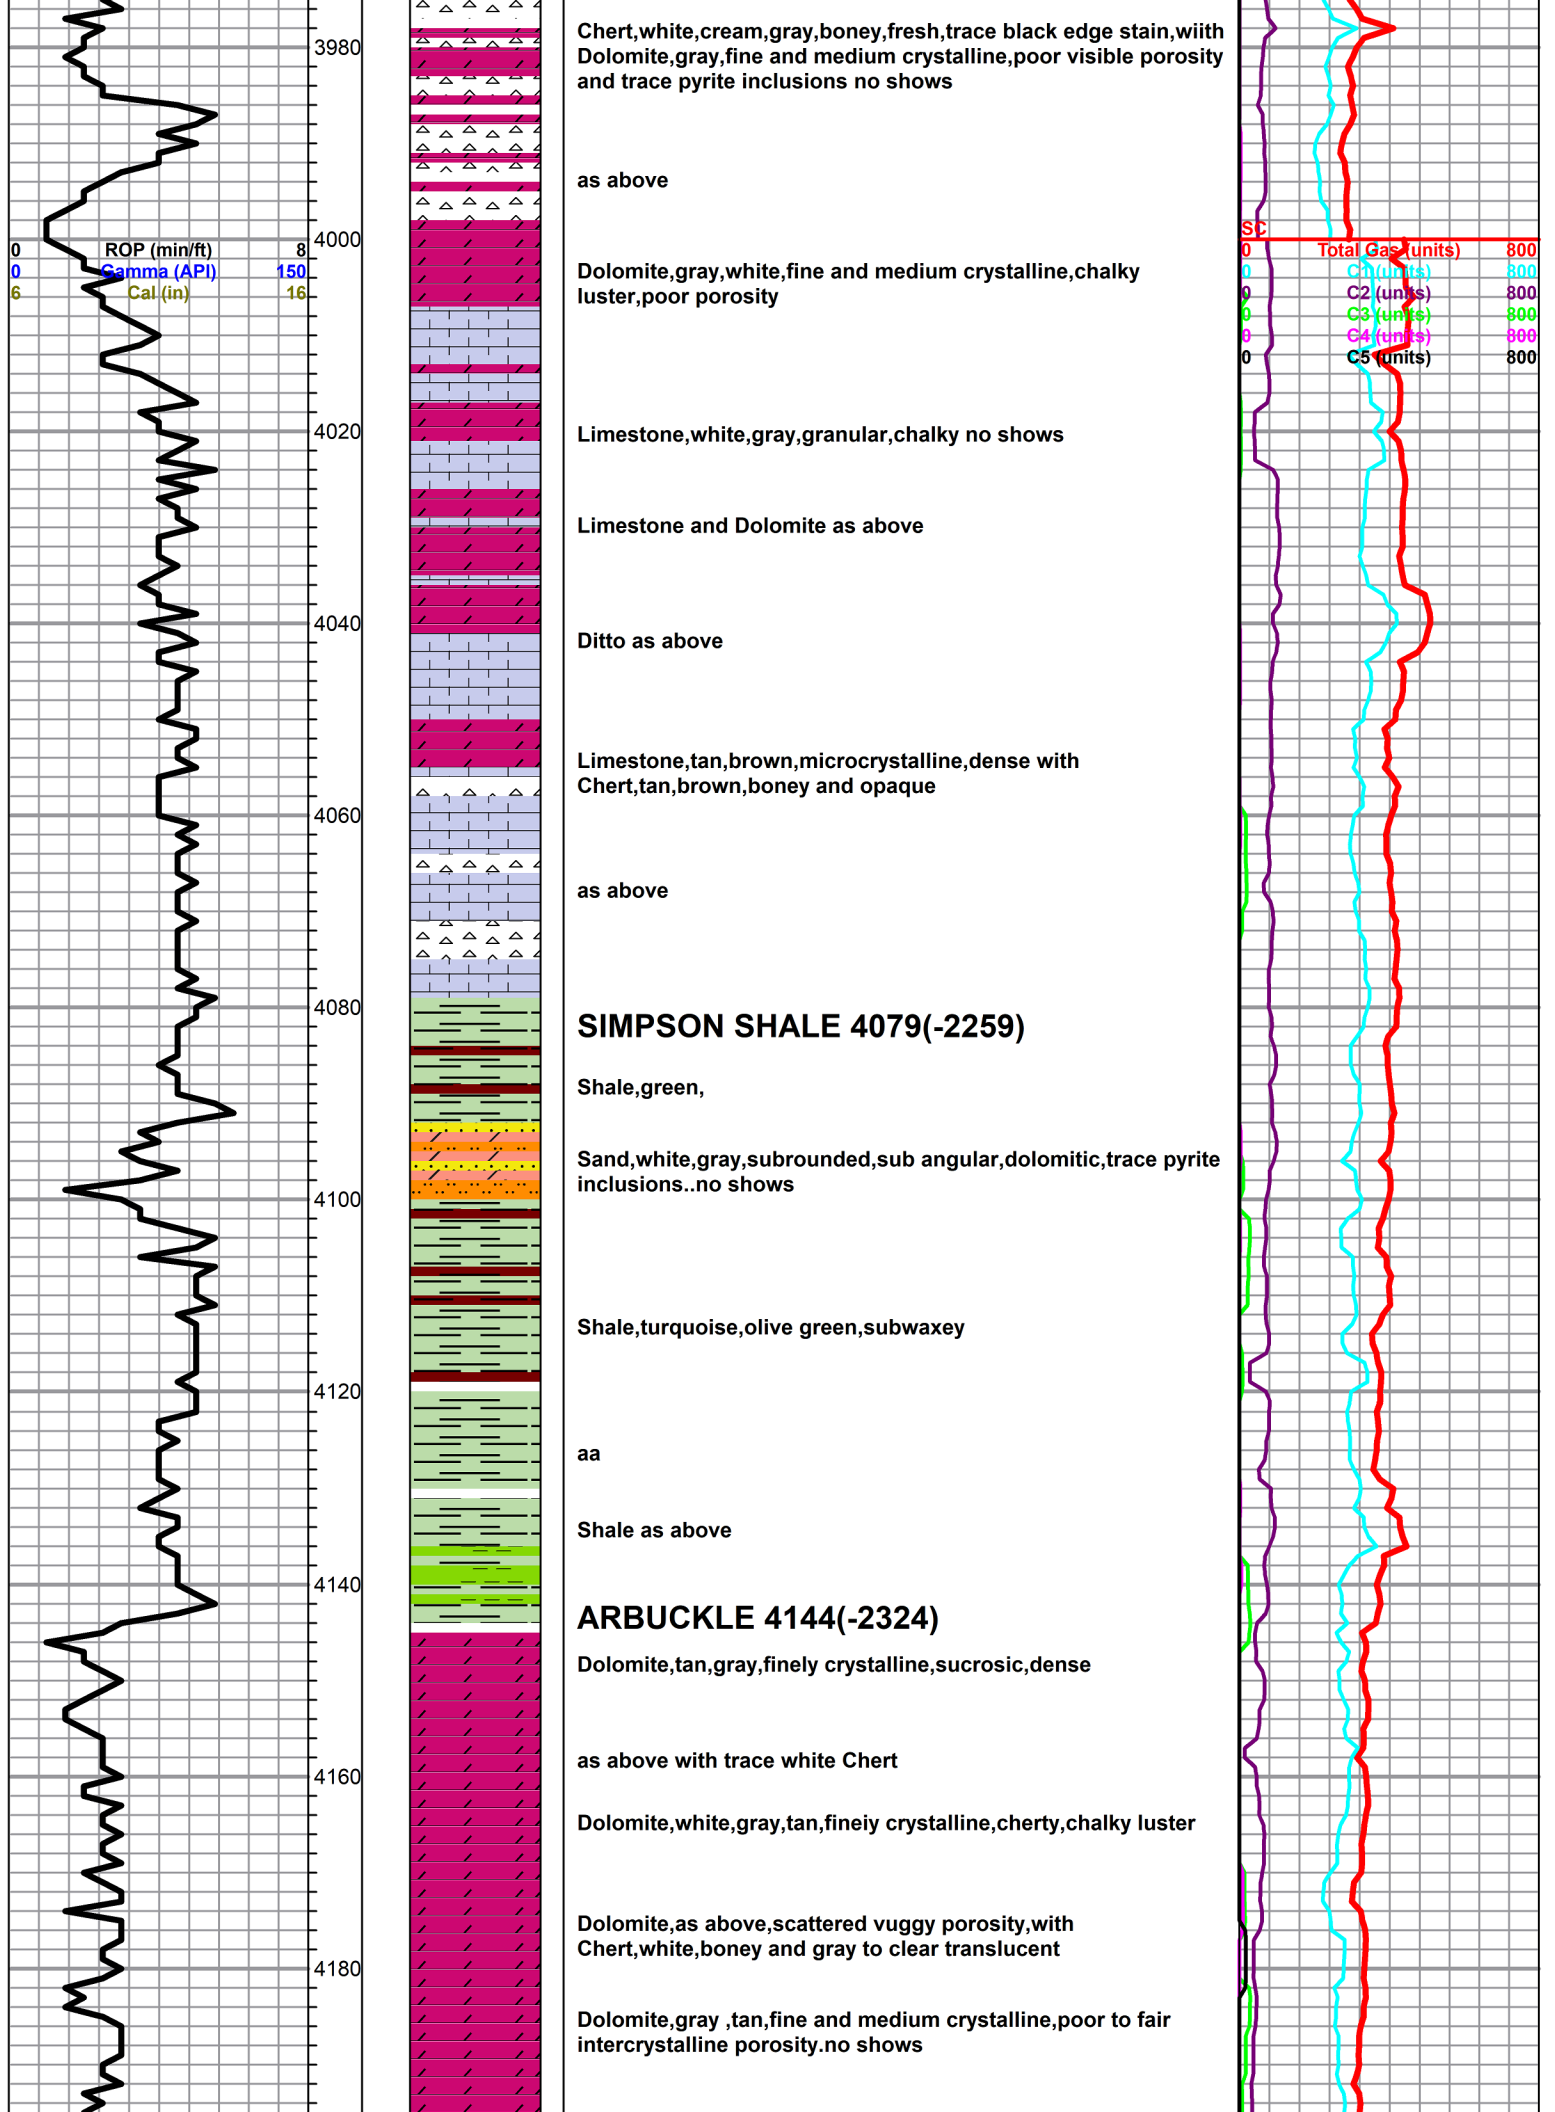 Chert,white,cream,gray,boney,fresh,trace black edge stain,wiith
Dolomite,gray,fine and medium crystalline,poor visible porosity
and trace pyrite inclusions no shows
3980
as above
SC
4000
0 ROP (min/ft) 8
0 Gamma (API) 150
6 Cal (in) 16
0 Total Gas (units) 800
0 C1 (units) 800
0 C2 (units) 800
0 C3 (units) 800
0 C4 (units) 800
0 C5 (units) 800
Dolomite,gray,white,fine and medium crystalline,chalky
luster,poor porosity
4020
Limestone,white,gray,granular,chalky no shows
Limestone and Dolomite as above
4040
Ditto as above
Limestone,tan,brown,microcrystalline,dense with
Chert,tan,brown,boney and opaque
4060
as above
4080
SIMPSON SHALE 4079(-2259)
Shale,green,
Sand,white,gray,subrounded,sub angular,dolomitic,trace pyrite
inclusions..no shows
4100
Shale,turquoise,olive green,subwaxey
4120
aa
Shale as above
4140
ARBUCKLE 4144(-2324)
Dolomite,tan,gray,finely crystalline,sucrosic,dense
as above with trace white Chert
4160
Dolomite,white,gray,tan,fineiy crystalline,cherty,chalky luster
Dolomite,as above,scattered vuggy porosity,with
Chert,white,boney and gray to clear translucent
4180
Dolomite,gray ,tan,fine and medium crystalline,poor to fair
intercrystalline porosity.no shows